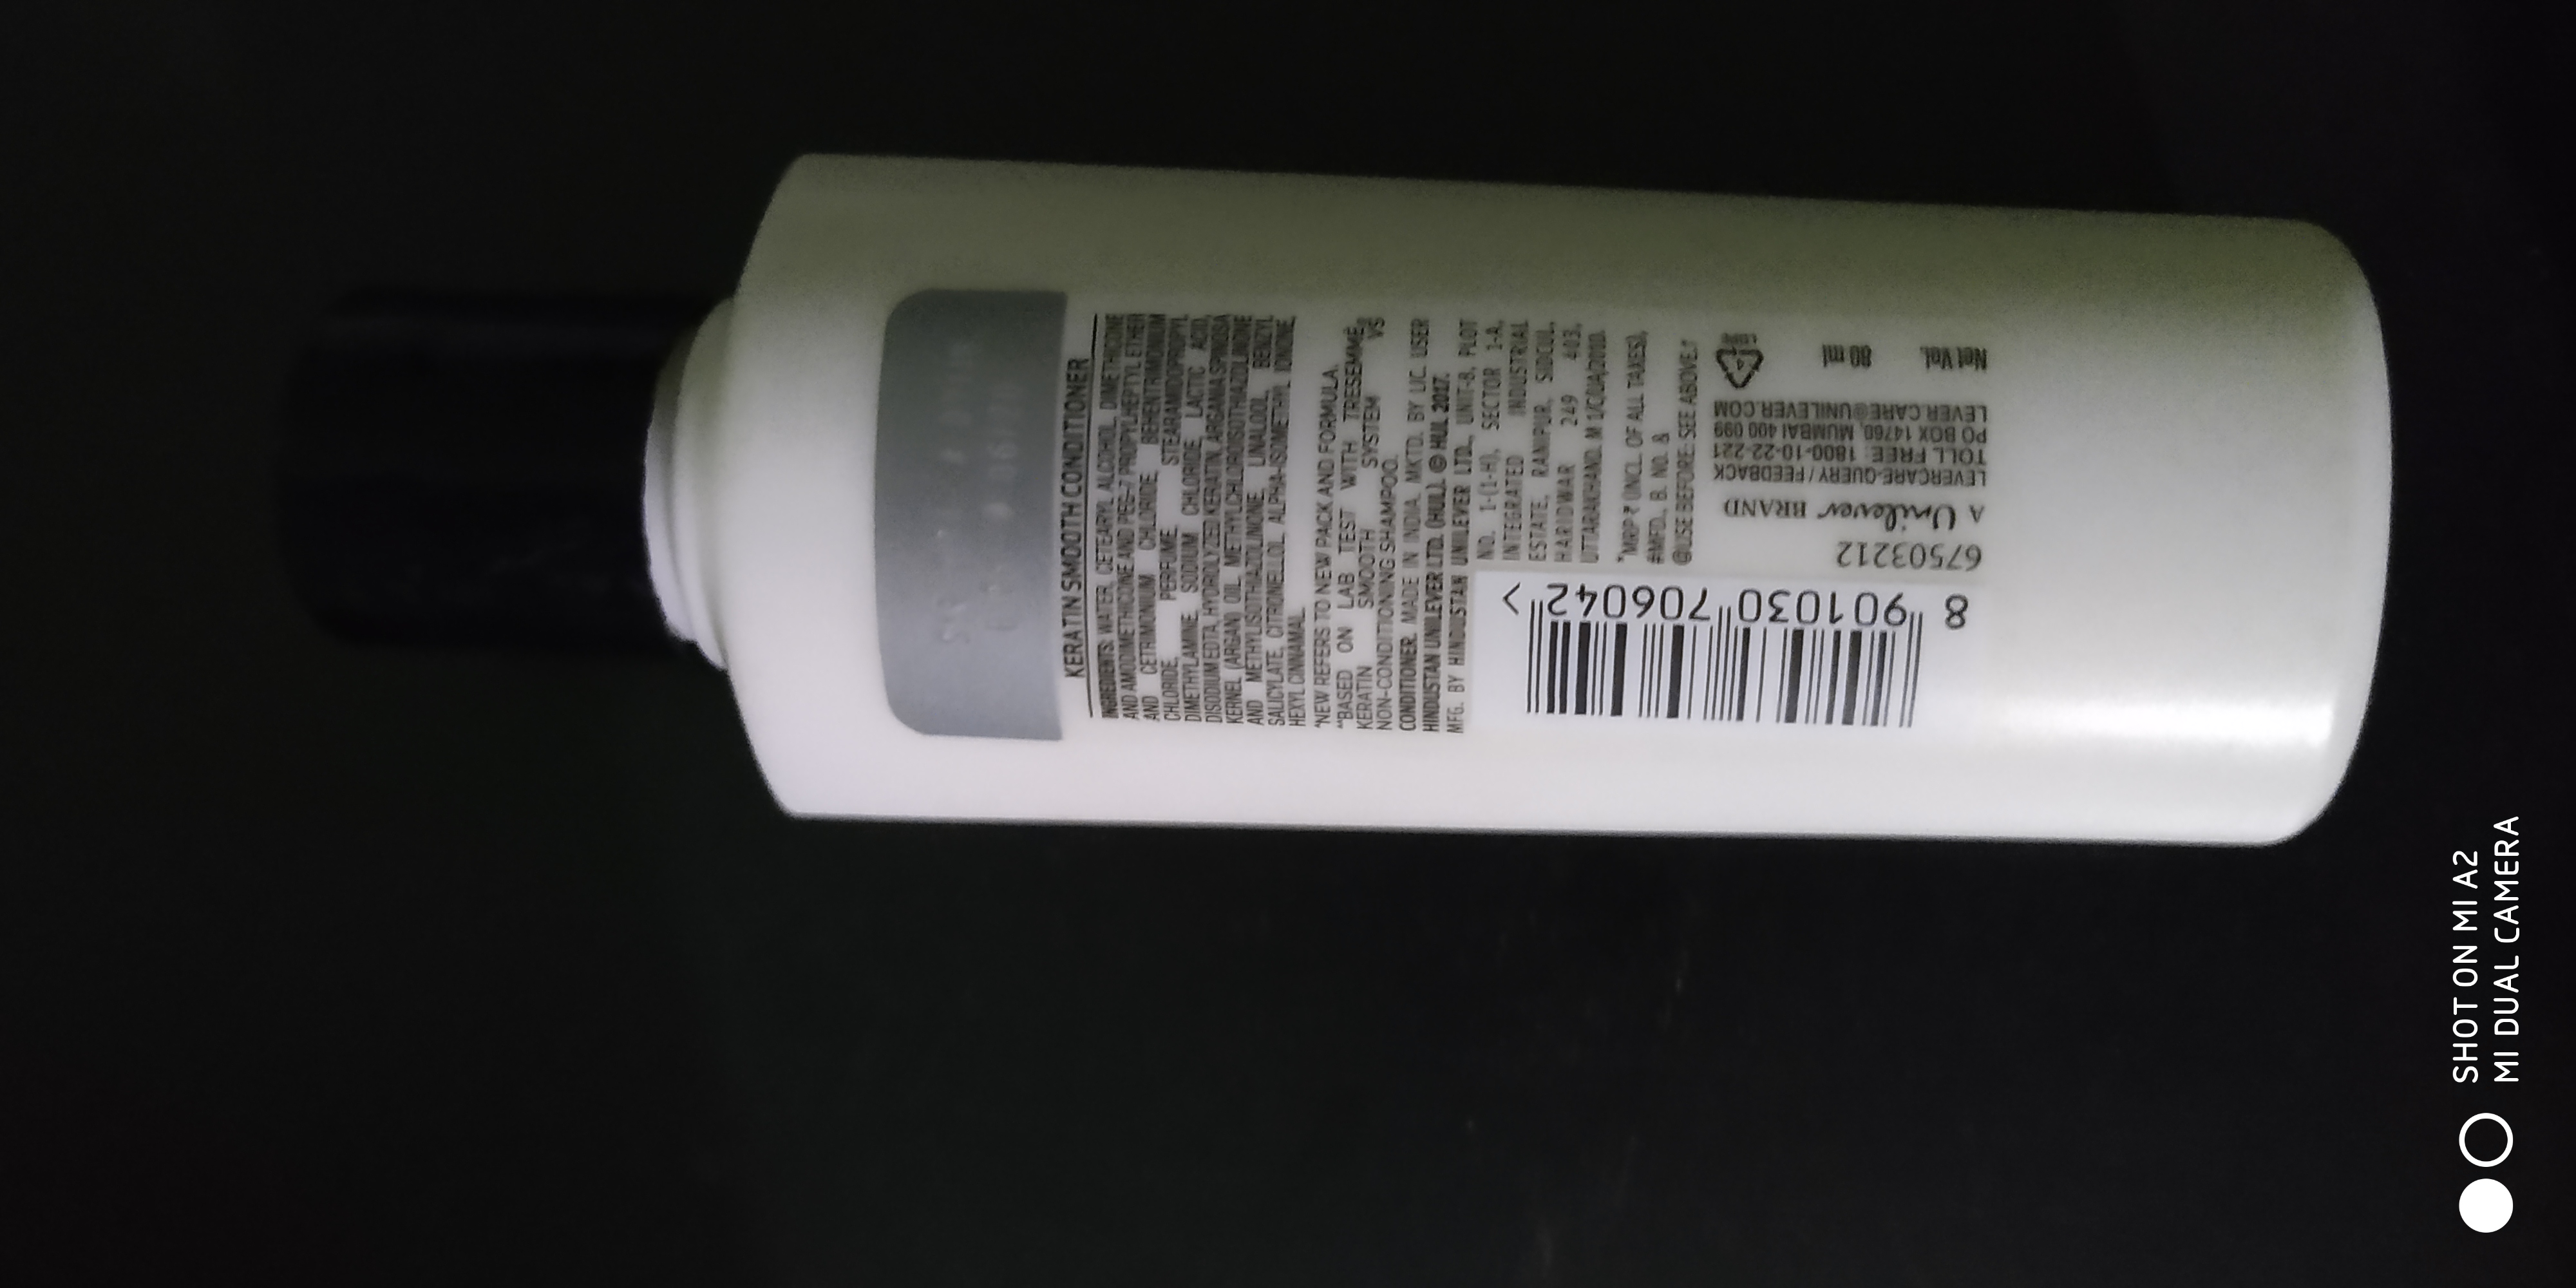 KERATIN SMOOTH CONDITIONER
INGREDIENTS: WATER, CETEARYL ALCOHOL, DIMETHICONE
AND AMODIMETHICONE AND PEG-7 PROPYLHEPTYL ETHER
AND CETRIMONIUM CHLORIDE, BEHENTRIMONIUM
CHLORIDE, PERFUME, STEARAMIDOPROPYL
DIMETHYLAMINE, SODIUM CHLORIDE, LACTIC ACID,
DISODIUM EDTA, HYDROLYZED KERATIN, ARGANIA SPINOSA
KERNEL (ARGAN) OIL, METHYLCHLOROISOTHIAZOLINONE
AND METHYLISOTHIAZOLINONE, LINALOOL, BENZYL
SALICYLATE, CITRONELLOL, ALPHA-ISOMETHYL IONONE,
HEXYL CINNAMAL.
*NEW REFERS TO NEW PACK AND FORMULA.
**BASED ON LAB TEST WITH TRESEMMÉ
KERATIN SMOOTH SYSTEM VS
NON-CONDITIONING SHAMPOO.
CONDITIONER. MADE IN INDIA. MKTD. BY LIC. USER
HINDUSTAN UNILEVER LTD. (HUL). © HUL 2017.
MFG. BY HINDUSTAN UNILEVER LTD., UNIT-8, PLOT
NO. 1-(1-H), SECTOR 1-A,
INTEGRATED INDUSTRIAL
ESTATE, RANIPUR, SIDCUL,
HARIDWAR 249 403,
UTTARAKHAND.
*MRP ₹ (INCL. OF ALL TAXES),
#MFD., B. NO. &
@USE BEFORE: SEE ABOVE.†
8 901030 706042 >
67503212
A Unilever BRAND
LEVERCARE-QUERY / FEEDBACK
TOLL FREE: 1800-10-22-221
PO BOX 14760, MUMBAI 400 099
LEVER.CARE@UNILEVER.COM
Net Vol.
80 ml
SHOT ON MI A2
MI DUAL CAMERA